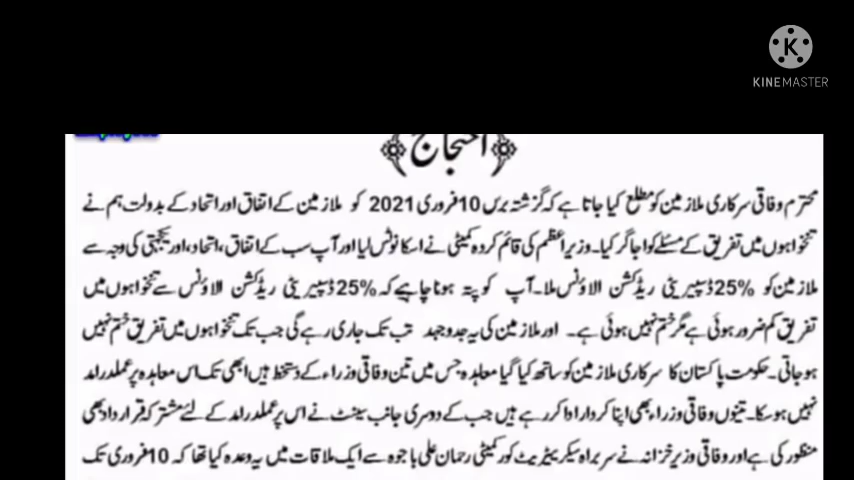 KINEMASTER
احتجاج
محترم وفاقی سرکاری ملازمین کو مطلع کیا جاتا ہے کہ گزشتہ برس 10 فروری 2021 کو ملازمین کے اتفاق اور اتحاد کے بدولت ہم نے
تنخواہوں میں تفریق کے مسئلے کو اجاگر کیا۔ وزیر اعظم کی قائم کردہ کمیٹی نے اسکا نوٹس لیا اور آپ سب کے اتفاق، اتحاد، اور یکجہتی کی وجہ سے
ملازمین کو 25% ڈسپیریٹی ریڈکشن الاؤنس ملا۔ آپ کو پتہ ہونا چاہیے کہ 25% ڈسپیریٹی ریڈکشن الاؤنس سے تنخواہوں میں
تفریق کم ضرور ہوئی ہے مگر ختم نہیں ہوئی ہے۔ اور ملازمین کی یہ جدوجہد تب تک جاری رہے گی جب تک تنخواہوں میں تفریق ختم نہیں
ہو جاتی۔ حکومت پاکستان کا سرکاری ملازمین کو ساتھ کیا گیا معاہدہ جس میں تین وفاقی وزراء کے دستخط ہیں ابھی تک اس معاہدہ پر عملدرامد
نہیں ہو سکا۔ تینوں وفاقی وزراء بھی اپنا کردار ادا کر رہے ہیں جب کے دوسری جانب سینٹ نے اس پر عملدرامد کے لئے مشترکہ قرارداد بھی
منظور کی ہے اور وفاقی وزیر خزانہ نے سربراہ سیکریٹیریٹ کور کمیٹی رحمان علی باجوہ سے ایک ملاقات میں یہ وعدہ کیا تھا کہ 10 فروری تک